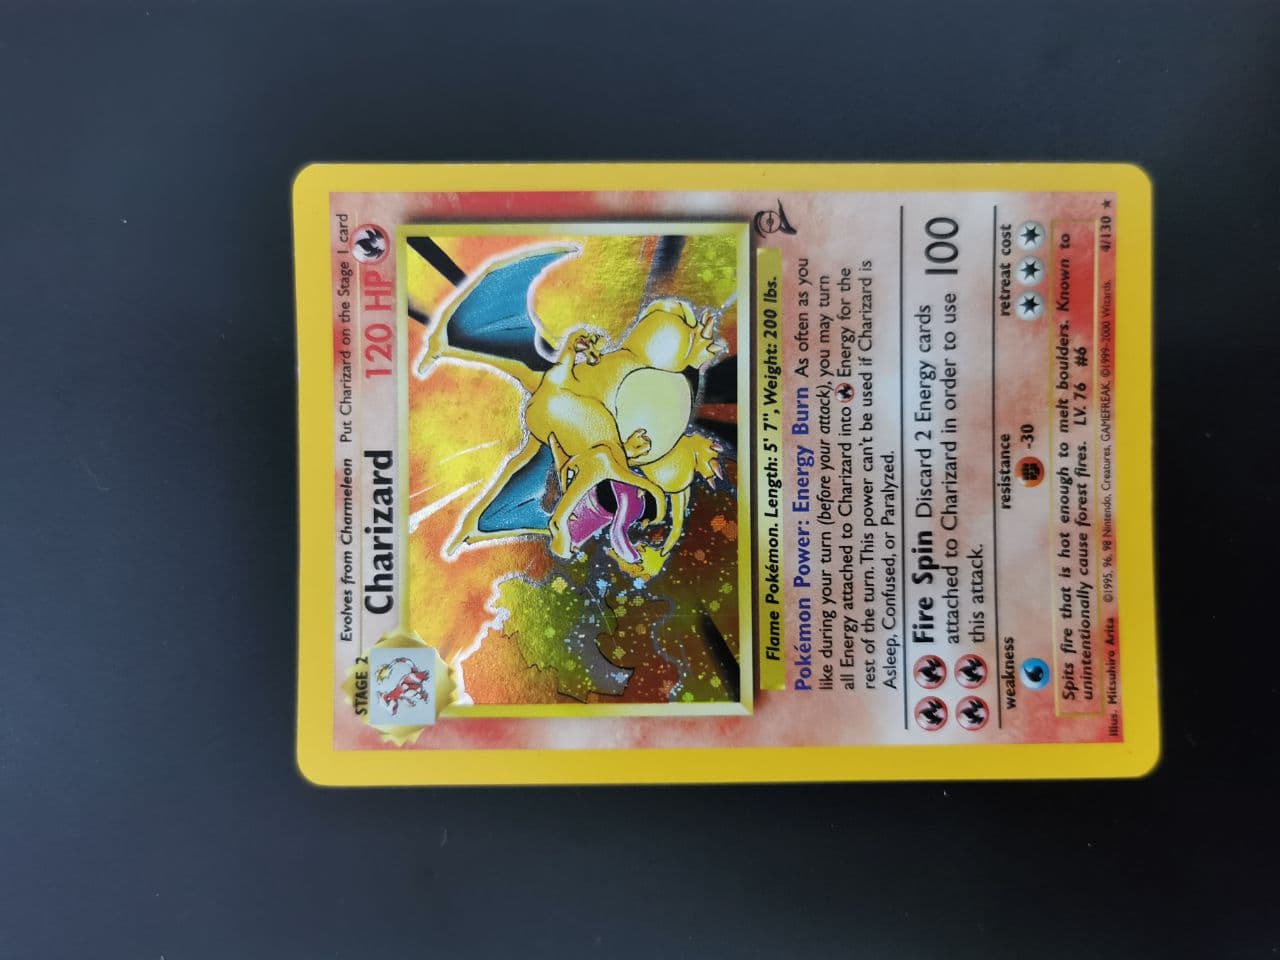 Evolves from Charmeleon Put Charizard on the Stage 1 card
STAGE 2
Charizard 120 HP
Flame Pokémon. Length: 5' 7", Weight: 200 lbs.
Pokémon Power: Energy Burn As often as you
like during your turn (before your attack), you may turn
all Energy attached to Charizard into Energy for the
rest of the turn. This power can't be used if Charizard is
Asleep, Confused, or Paralyzed.
Fire Spin Discard 2 Energy cards
attached to Charizard in order to use 100
this attack.
weakness resistance retreat cost
-30
Spits fire that is hot enough to melt boulders. Known to
unintentionally cause forest fires. LV. 76 #6
Illus. Mitsuhiro Arita ©1995, 96, 98 Nintendo, Creatures, GAMEFREAK. ©1999-2000 Wizards. 4/130 ★